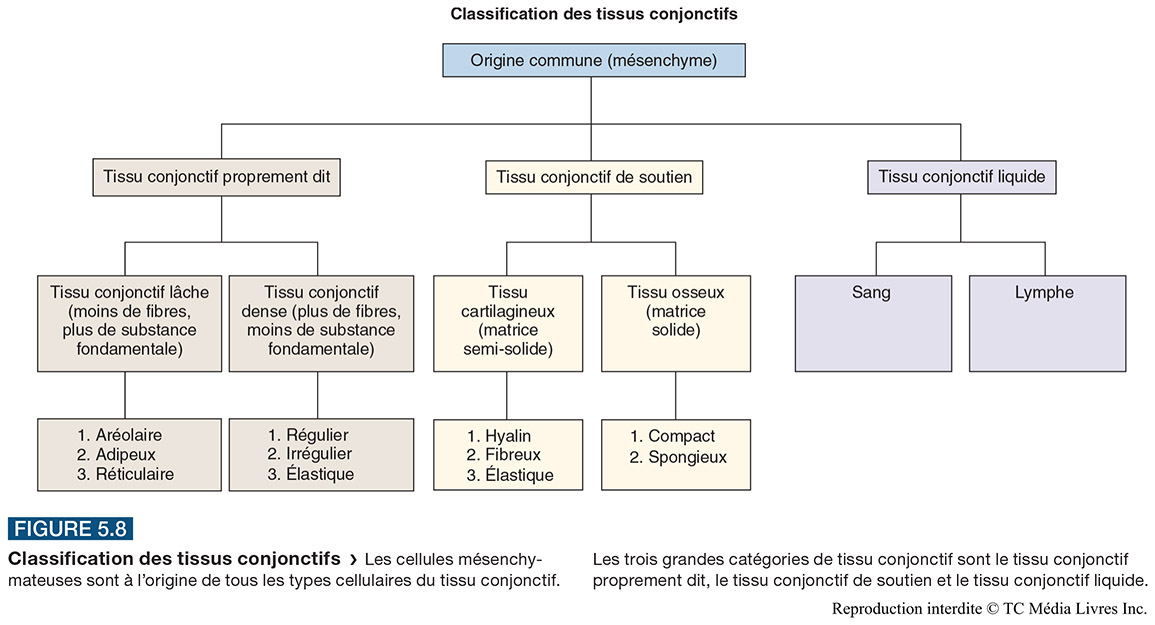 Classification des tissus conjonctifs
Origine commune (mésenchyme)
Tissu conjonctif proprement dit
Tissu conjonctif de soutien
Tissu conjonctif liquide
Tissu conjonctif lâche
(moins de fibres,
plus de substance
fondamentale)
Tissu conjonctif
dense (plus de fibres,
moins de substance
fondamentale)
Tissu
cartilagineux
(matrice
semi-solide)
Tissu osseux
(matrice
solide)
Sang
Lymphe
1. Aréolaire
2. Adipeux
3. Réticulaire
1. Régulier
2. Irrégulier
3. Élastique
1. Hyalin
2. Fibreux
3. Élastique
1. Compact
2. Spongieux
FIGURE 5.8
Classification des tissus conjonctifs › Les cellules mésenchy-
mateuses sont à l'origine de tous les types cellulaires du tissu conjonctif.
Les trois grandes catégories de tissu conjonctif sont le tissu conjonctif
proprement dit, le tissu conjonctif de soutien et le tissu conjonctif liquide.
Reproduction interdite © TC Média Livres Inc.